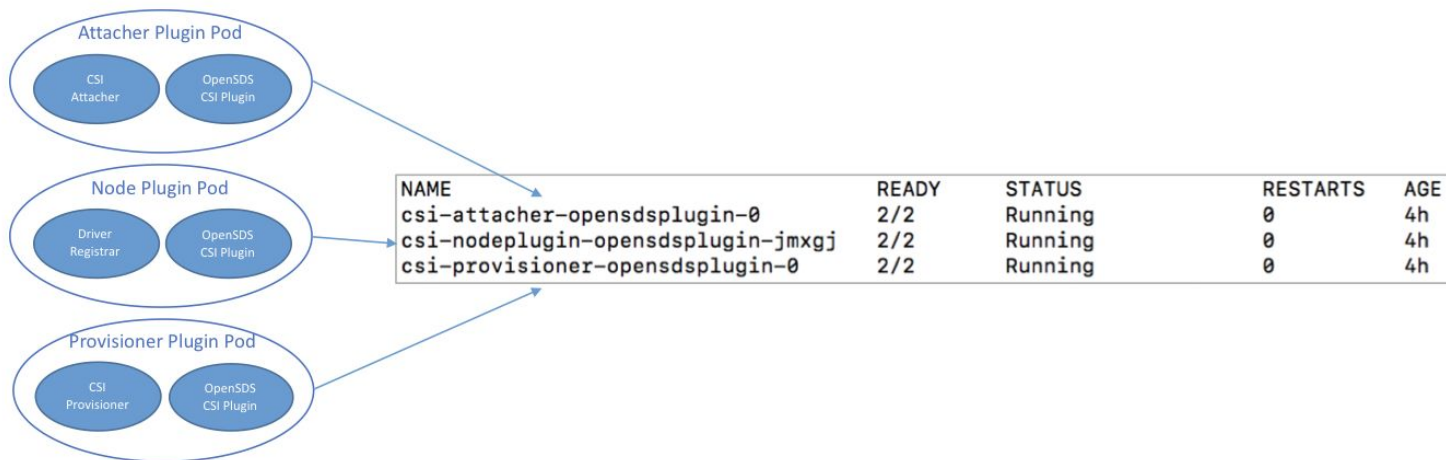 Attacher Plugin Pod
CSI
Attacher
OpenSDS
CSI Plugin
Node Plugin Pod
Driver
Registrar
OpenSDS
CSI Plugin
Provisioner Plugin Pod
CSI
Provisioner
OpenSDS
CSI Plugin
NAME READY STATUS RESTARTS AGE
csi-attacher-opensdsplugin-0 2/2 Running 0 4h
csi-nodeplugin-opensdsplugin-jmxgj 2/2 Running 0 4h
csi-provisioner-opensdsplugin-0 2/2 Running 0 4h